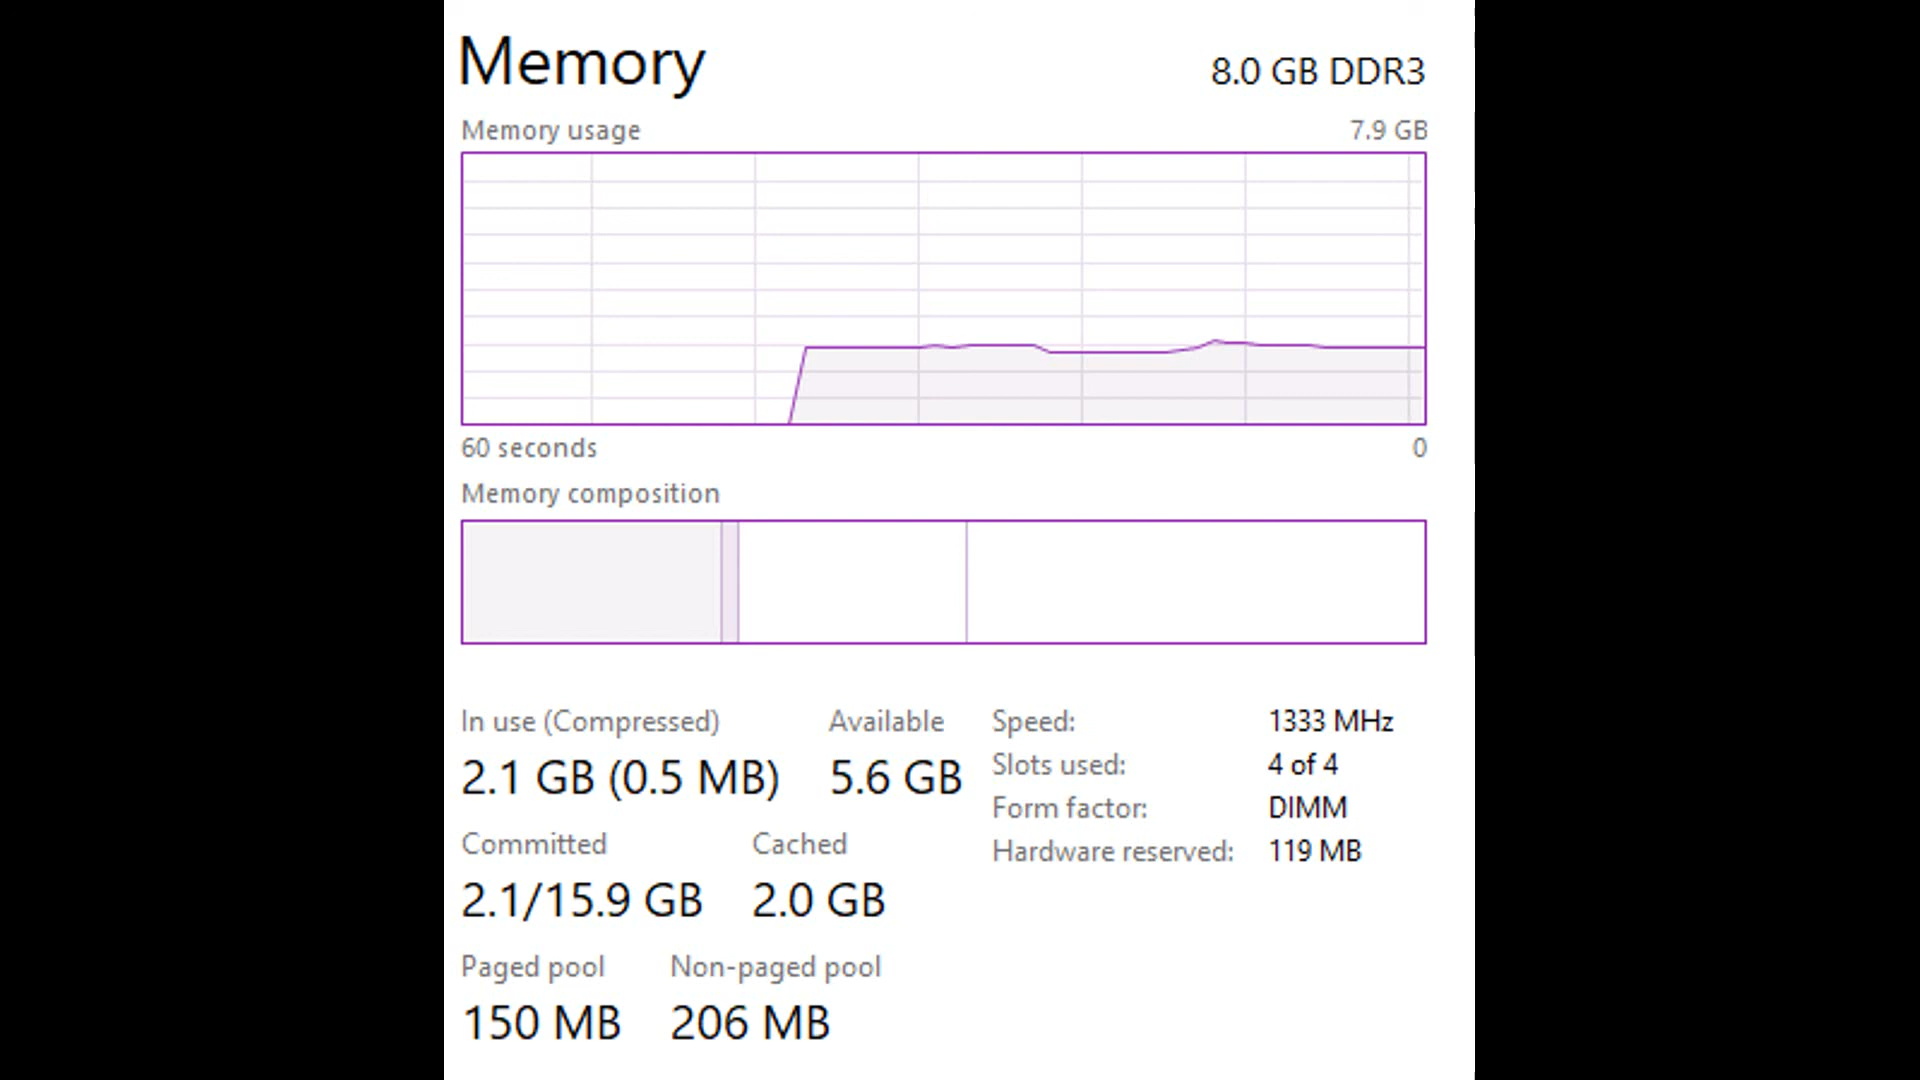 Memory
8.0 GB DDR3
Memory usage
7.9 GB
60 seconds
0
Memory composition
In use (Compressed)
2.1 GB (0.5 MB)
Available
5.6 GB
Committed
2.1/15.9 GB
Cached
2.0 GB
Paged pool
150 MB
Non-paged pool
206 MB
Speed: 1333 MHz
Slots used: 4 of 4
Form factor: DIMM
Hardware reserved: 119 MB